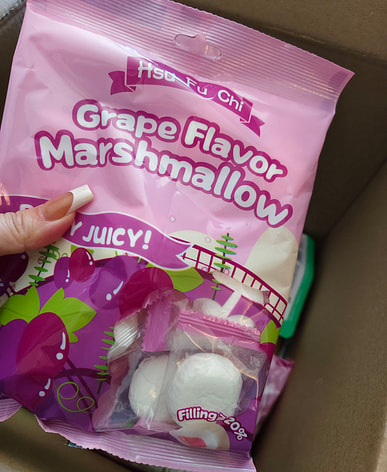 Hsu Fu Chi
Grape Flavor
Marshmallow
JUICY!
Filling≥20%